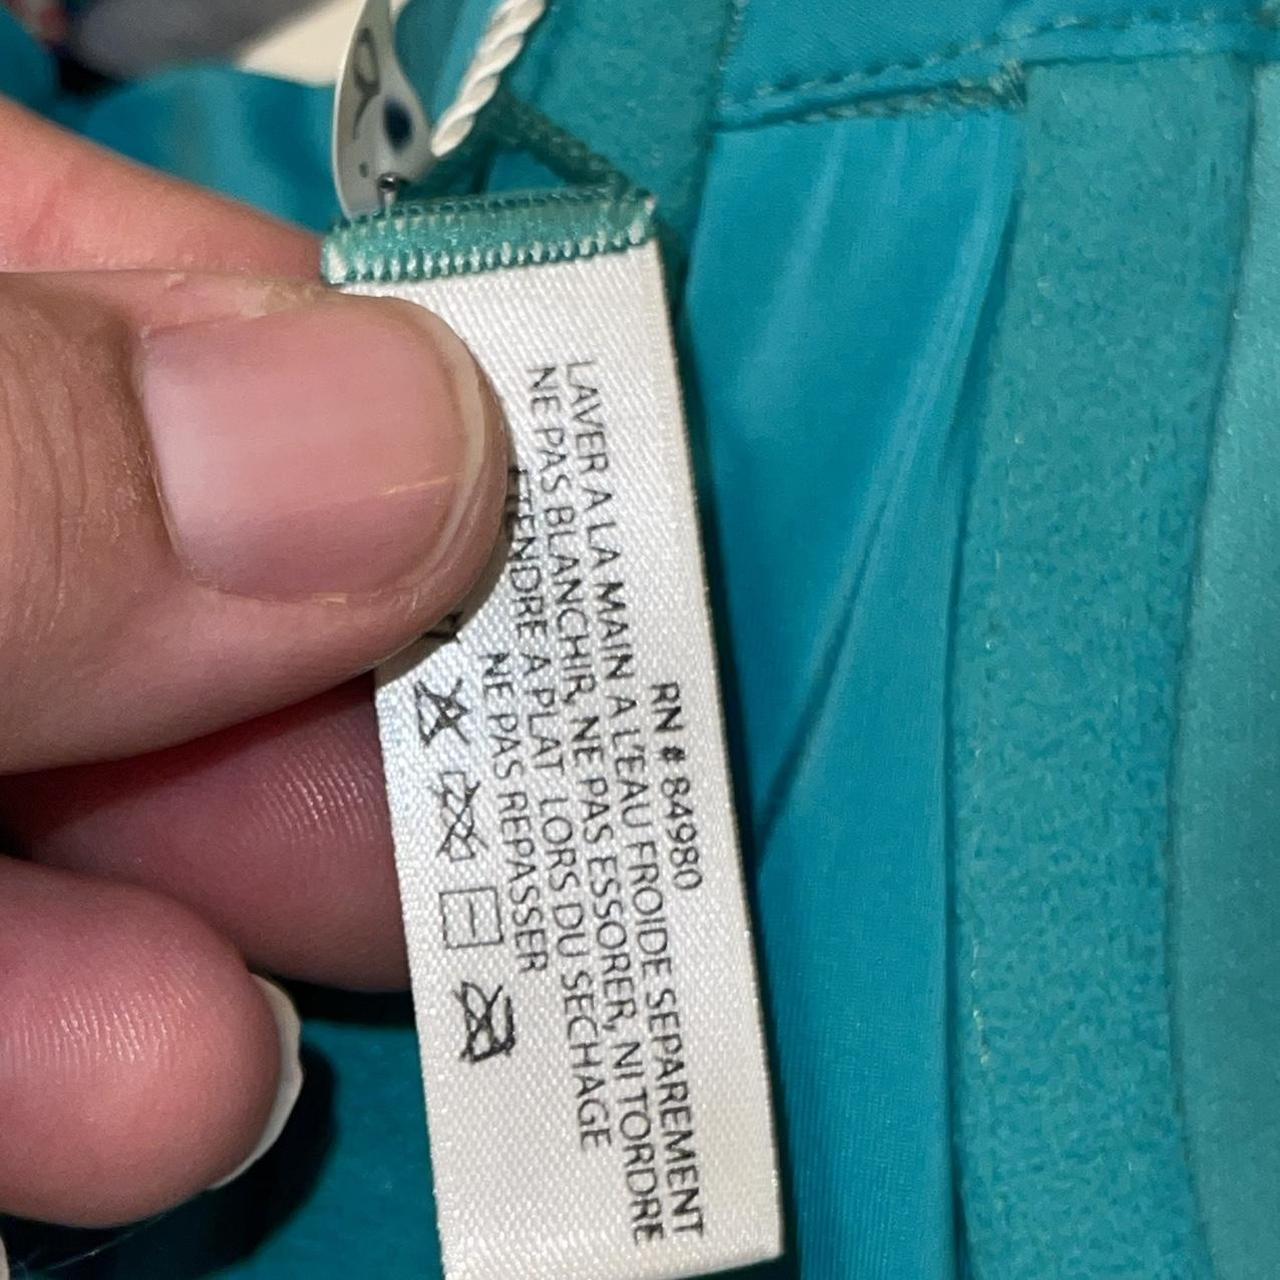 RN # 84980
LAVER A LA MAIN A L'EAU FROIDE SEPAREMENT
NE PAS BLANCHIR, NE PAS ESSORER, NI TORDRE
ETENDRE A PLAT LORS DU SECHAGE
NE PAS REPASSER